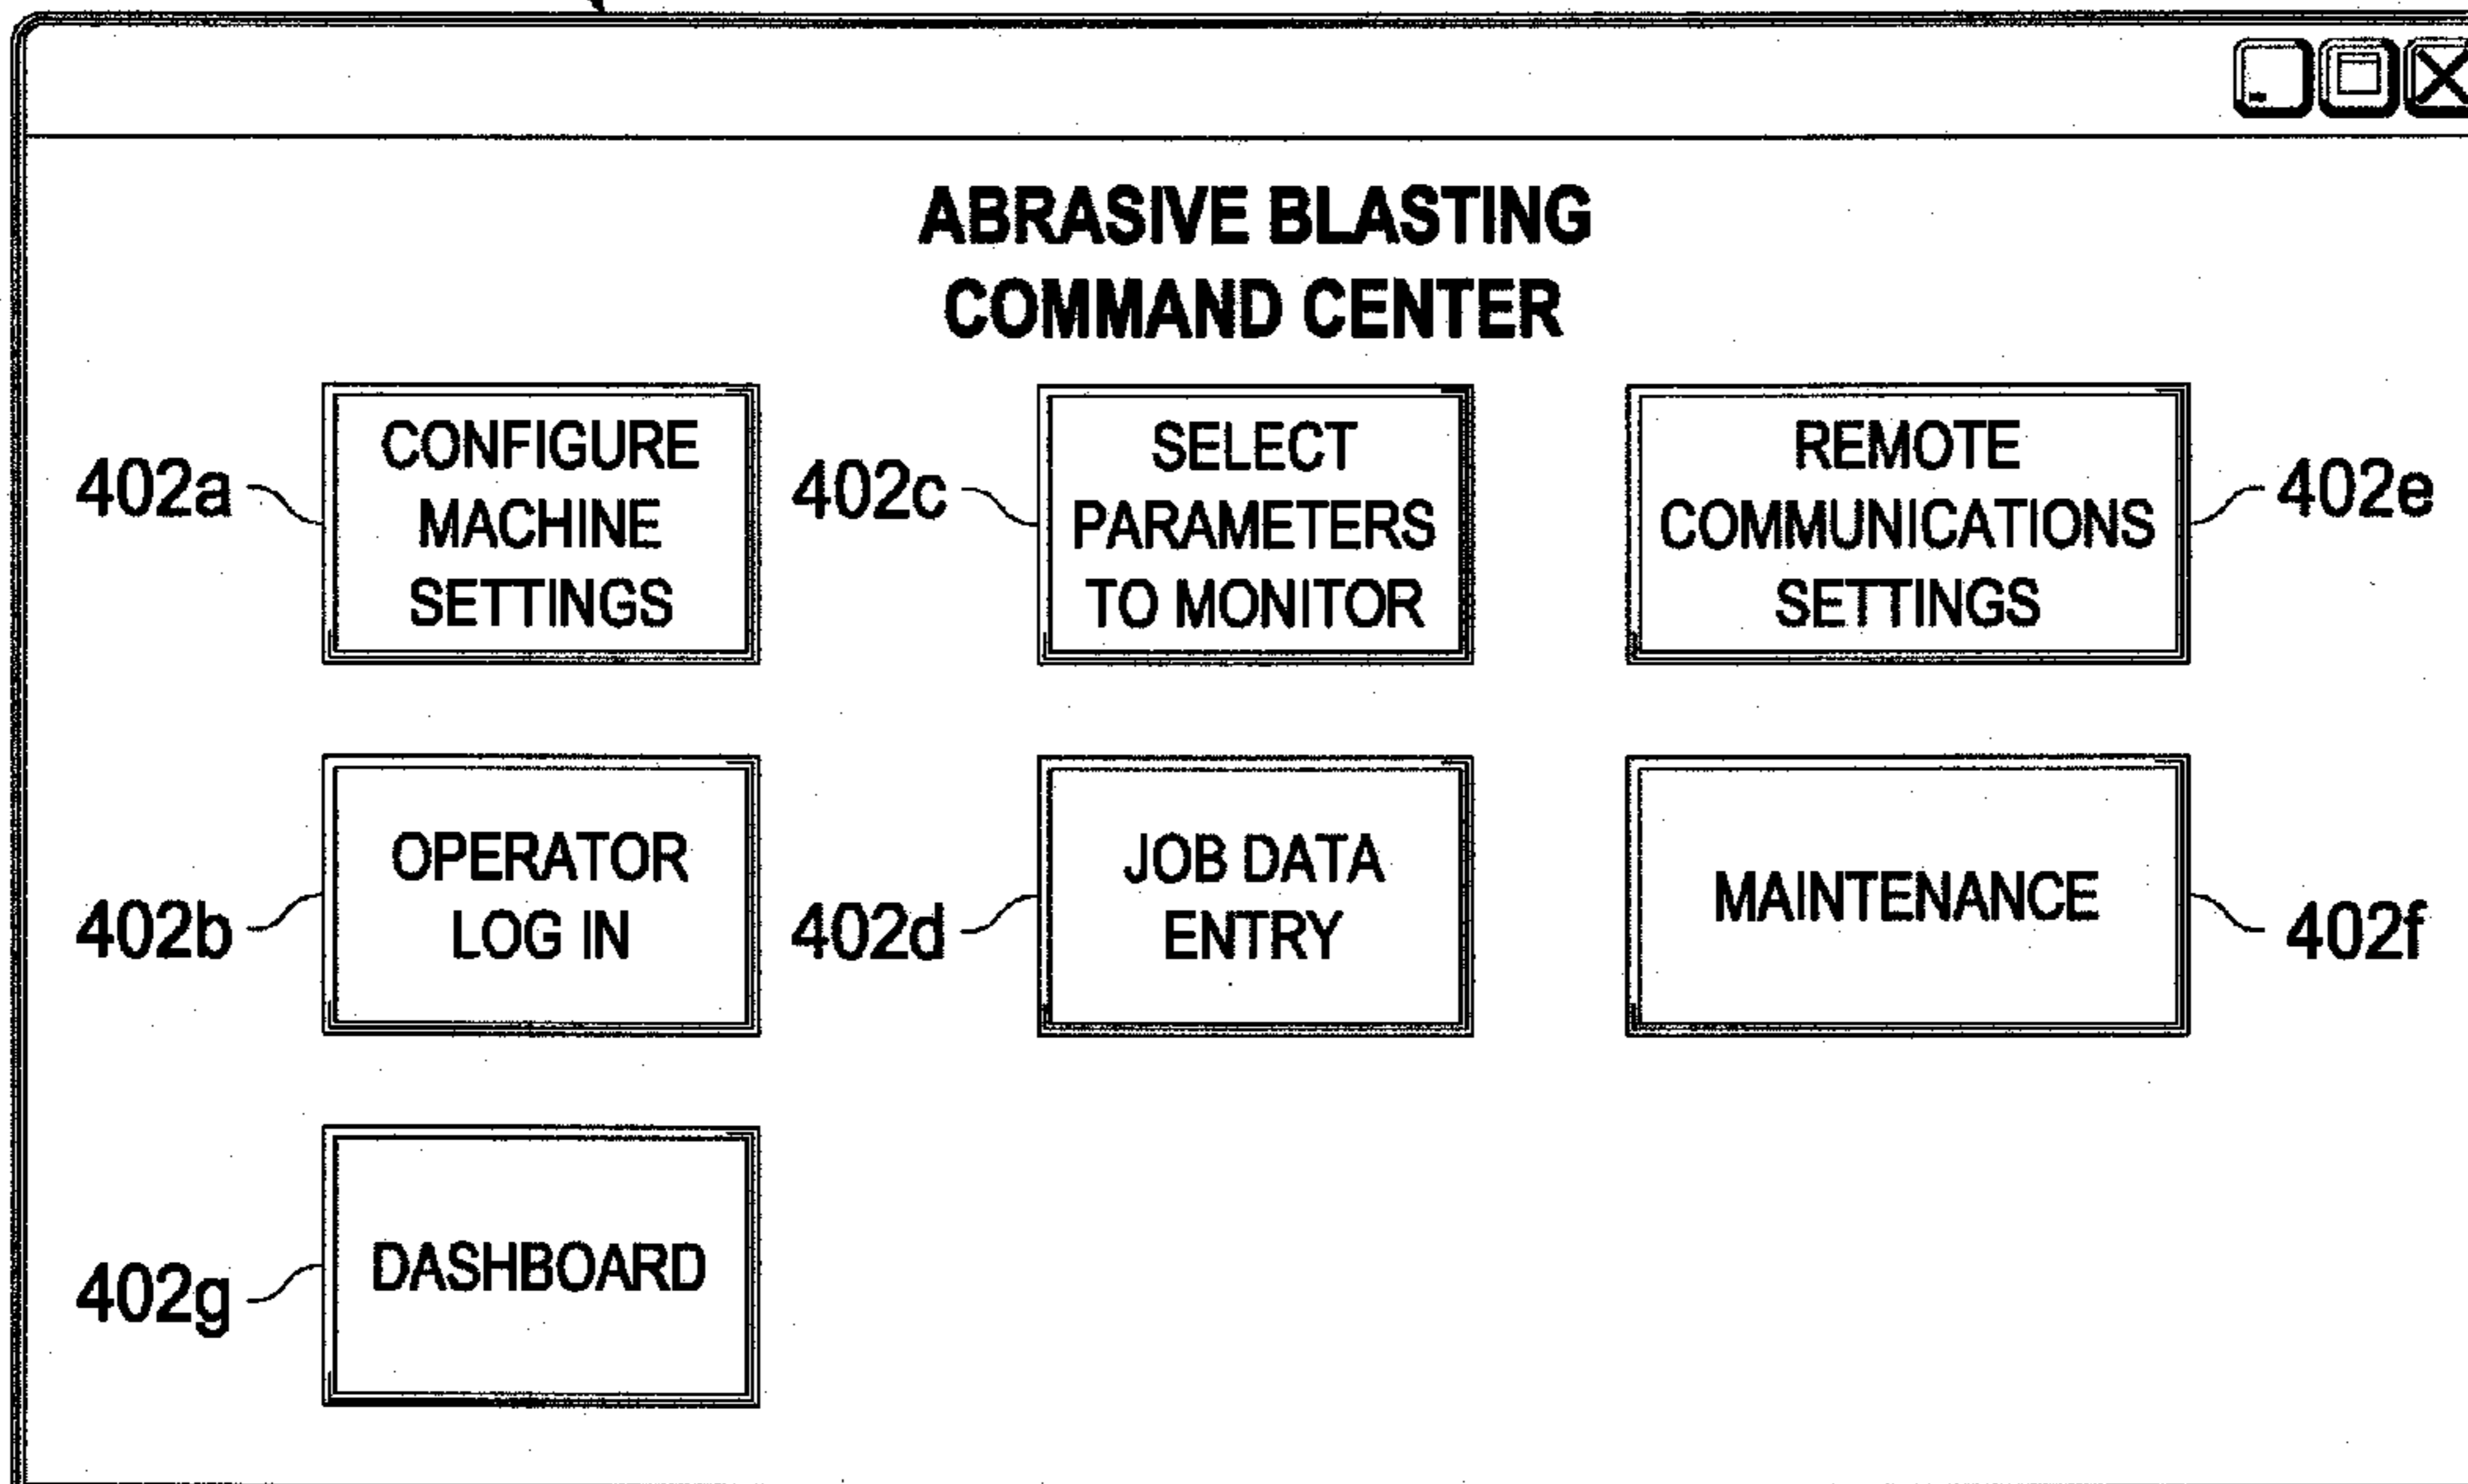 ABRASIVE BLASTING
COMMAND CENTER
402a
CONFIGURE
MACHINE
SETTINGS
402c
SELECT
PARAMETERS
TO MONITOR
REMOTE
COMMUNICATIONS
SETTINGS
402e
402b
OPERATOR
LOG IN
402d
JOB DATA
ENTRY
MAINTENANCE
402f
402g
DASHBOARD